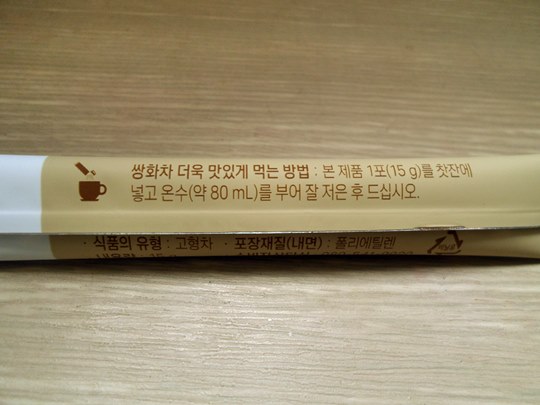 쌍화차 더욱 맛있게 먹는 방법 : 본 제품 1포(15 g)를 찻잔에
넣고 온수(약 80 mL)를 부어 잘 저은 후 드십시오.
· 식품의 유형 : 고형차 · 포장재질(내면) : 폴리에틸렌